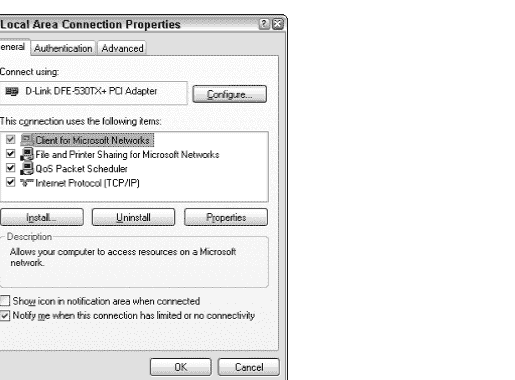 Local Area Connection Properties
eneral Authentication Advanced
Connect using:
D-Link DFE-530TX+ PCI Adapter
Configure...
This connection uses the following items:
Client for Microsoft Networks
File and Printer Sharing for Microsoft Networks
QoS Packet Scheduler
Internet Protocol (TCP/IP)
Install... Uninstall Properties
Description
Allows your computer to access resources on a Microsoft
network.
Show icon in notification area when connected
Notify me when this connection has limited or no connectivity
OK Cancel